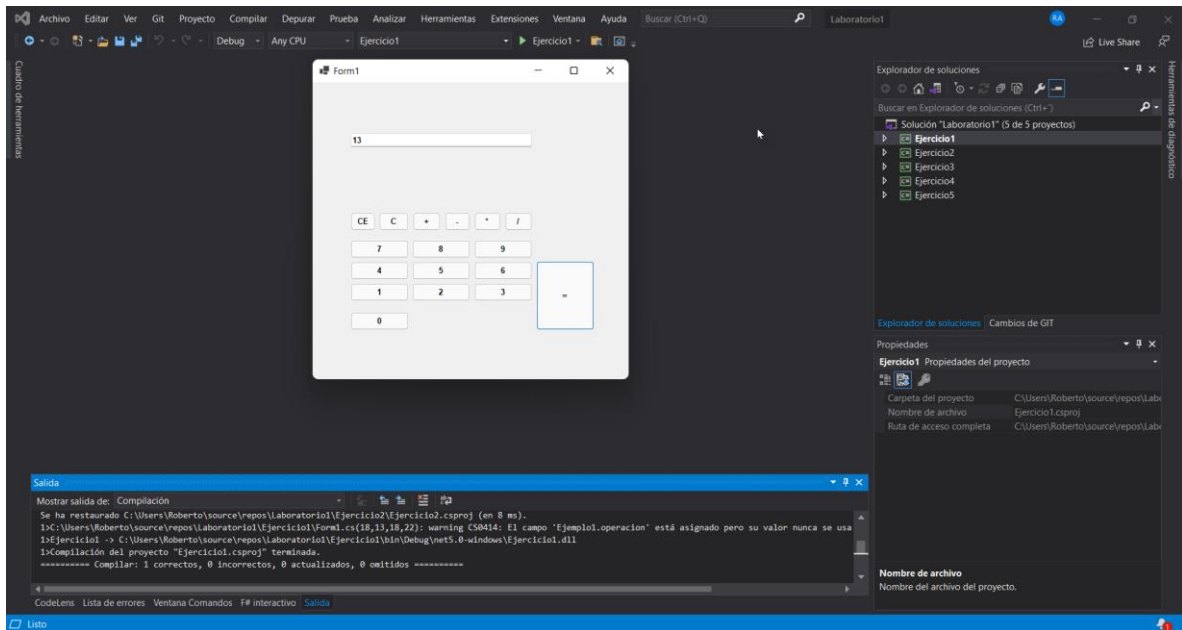 Archivo Editar Ver Git Proyecto Compilar Depurar Prueba Analizar Herramientas Extensiones Ventana Ayuda Buscar (Ctrl+Q) Laboratorio1 RA
Debug Any CPU Ejercicio1 Ejercicio1 Live Share
Cuadro de herramientas
Form1
13
CE C + - * /
7 8 9
4 5 6
1 2 3
=
0
Explorador de soluciones
Buscar en Explorador de soluciones (Ctrl+´)
Solución "Laboratorio1" (5 de 5 proyectos)
Ejercicio1
Ejercicio2
Ejercicio3
Ejercicio4
Ejercicio5
Explorador de soluciones Cambios de GIT
Herramientas de diagnóstico
Propiedades
Ejercicio1 Propiedades del proyecto
Carpeta del proyecto C:\Users\Roberto\source\repos\Labo
Nombre de archivo Ejercicio1.csproj
Ruta de acceso completa C:\Users\Roberto\source\repos\Labo
Nombre de archivo
Nombre del archivo del proyecto.
Salida
Mostrar salida de: Compilación
Se ha restaurado C:\Users\Roberto\source\repos\Laboratorio1\Ejercicio2\Ejercicio2.csproj (en 8 ms).
1>C:\Users\Roberto\source\repos\Laboratorio1\Ejercicio1\Form1.cs(18,13,18,22): warning CS0414: El campo 'Ejemplo1.operacion' está asignado pero su valor nunca se usa
1>Ejercicio1 -> C:\Users\Roberto\source\repos\Laboratorio1\Ejercicio1\bin\Debug\net5.0-windows\Ejercicio1.dll
1>Compilación del proyecto "Ejercicio1.csproj" terminada.
========== Compilar: 1 correctos, 0 incorrectos, 0 actualizados, 0 omitidos ==========
CodeLens Lista de errores Ventana Comandos F# interactivo Salida
Listo 1